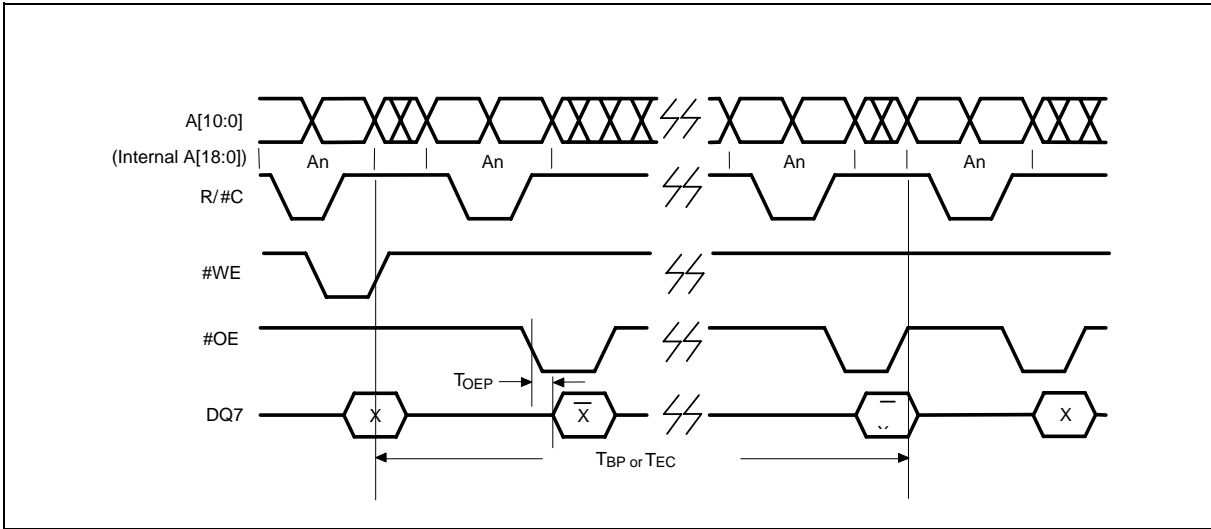 A[10:0]
(Internal A[18:0])
An An An An
R/#C
#WE
#OE
TOEP
DQ7 X X̅ X
TBP or TEC